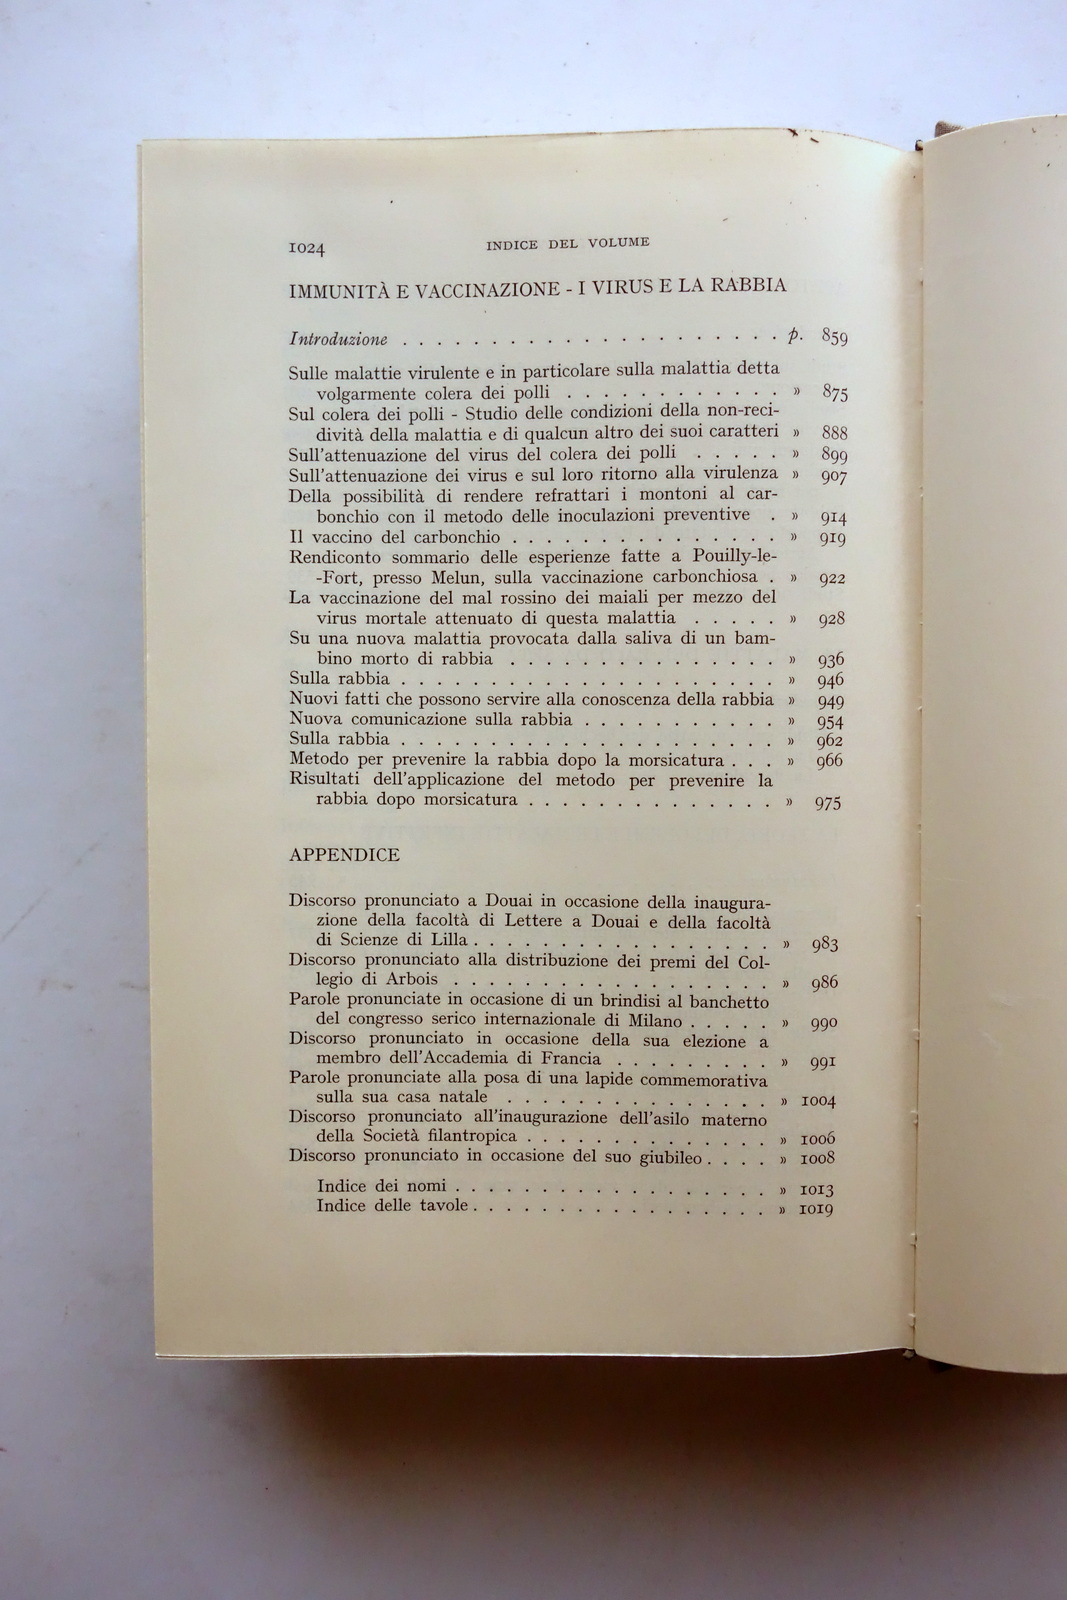 1024 INDICE DEL VOLUME
IMMUNITÀ E VACCINAZIONE - I VIRUS E LA RABBIA
Introduzione . . . . . . . . . . . . . . . . . . . . . . p. 859
Sulle malattie virulente e in particolare sulla malattia detta
volgarmente colera dei polli . . . . . . . . . . . . » 875
Sul colera dei polli - Studio delle condizioni della non-reci-
dività della malattia e di qualcun altro dei suoi caratteri » 888
Sull'attenuazione del virus del colera dei polli . . . . . » 899
Sull'attenuazione dei virus e sul loro ritorno alla virulenza » 907
Della possibilità di rendere refrattari i montoni al car-
bonchio con il metodo delle inoculazioni preventive . » 914
Il vaccino del carbonchio . . . . . . . . . . . . . . . » 919
Rendiconto sommario delle esperienze fatte a Pouilly-le-
-Fort, presso Melun, sulla vaccinazione carbonchiosa . » 922
La vaccinazione del mal rossino dei maiali per mezzo del
virus mortale attenuato di questa malattia . . . . . » 928
Su una nuova malattia provocata dalla saliva di un bam-
bino morto di rabbia . . . . . . . . . . . . . . . » 936
Sulla rabbia . . . . . . . . . . . . . . . . . . . . . . » 946
Nuovi fatti che possono servire alla conoscenza della rabbia » 949
Nuova comunicazione sulla rabbia . . . . . . . . . . . » 954
Sulla rabbia . . . . . . . . . . . . . . . . . . . . . . » 962
Metodo per prevenire la rabbia dopo la morsicatura . . . » 966
Risultati dell'applicazione del metodo per prevenire la
rabbia dopo morsicatura . . . . . . . . . . . . . . » 975
APPENDICE
Discorso pronunciato a Douai in occasione della inaugura-
zione della facoltà di Lettere a Douai e della facoltà
di Scienze di Lilla . . . . . . . . . . . . . . . . . » 983
Discorso pronunciato alla distribuzione dei premi del Col-
legio di Arbois . . . . . . . . . . . . . . . . . . » 986
Parole pronunciate in occasione di un brindisi al banchetto
del congresso serico internazionale di Milano . . . . . » 990
Discorso pronunciato in occasione della sua elezione a
membro dell'Accademia di Francia . . . . . . . . . » 991
Parole pronunciate alla posa di una lapide commemorativa
sulla sua casa natale . . . . . . . . . . . . . . . » 1004
Discorso pronunciato all'inaugurazione dell'asilo materno
della Società filantropica . . . . . . . . . . . . . . » 1006
Discorso pronunciato in occasione del suo giubileo . . . . » 1008
Indice dei nomi . . . . . . . . . . . . . . . . . . . » 1013
Indice delle tavole . . . . . . . . . . . . . . . . . . » 1019